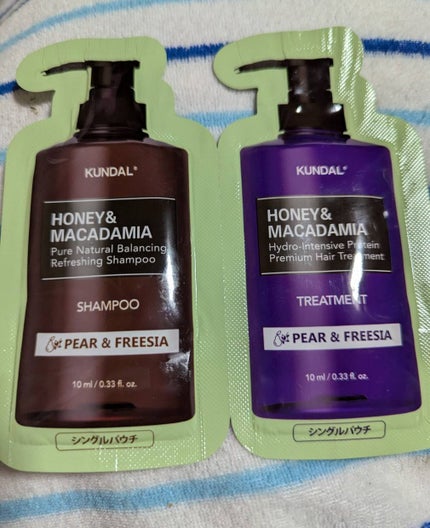 KUNDAL®
HONEY&
MACADAMIA
Pure Natural Balancing
Refreshing Shampoo
SHAMPOO
PEAR & FREESIA
10 ml / 0.33 fl. oz.
シングルパウチ
KUNDAL®
HONEY&
MACADAMIA
Hydro-Intensive Protein
Premium Hair Treatment
TREATMENT
PEAR & FREESIA
10 ml / 0.33 fl. oz.
シングルパウチ